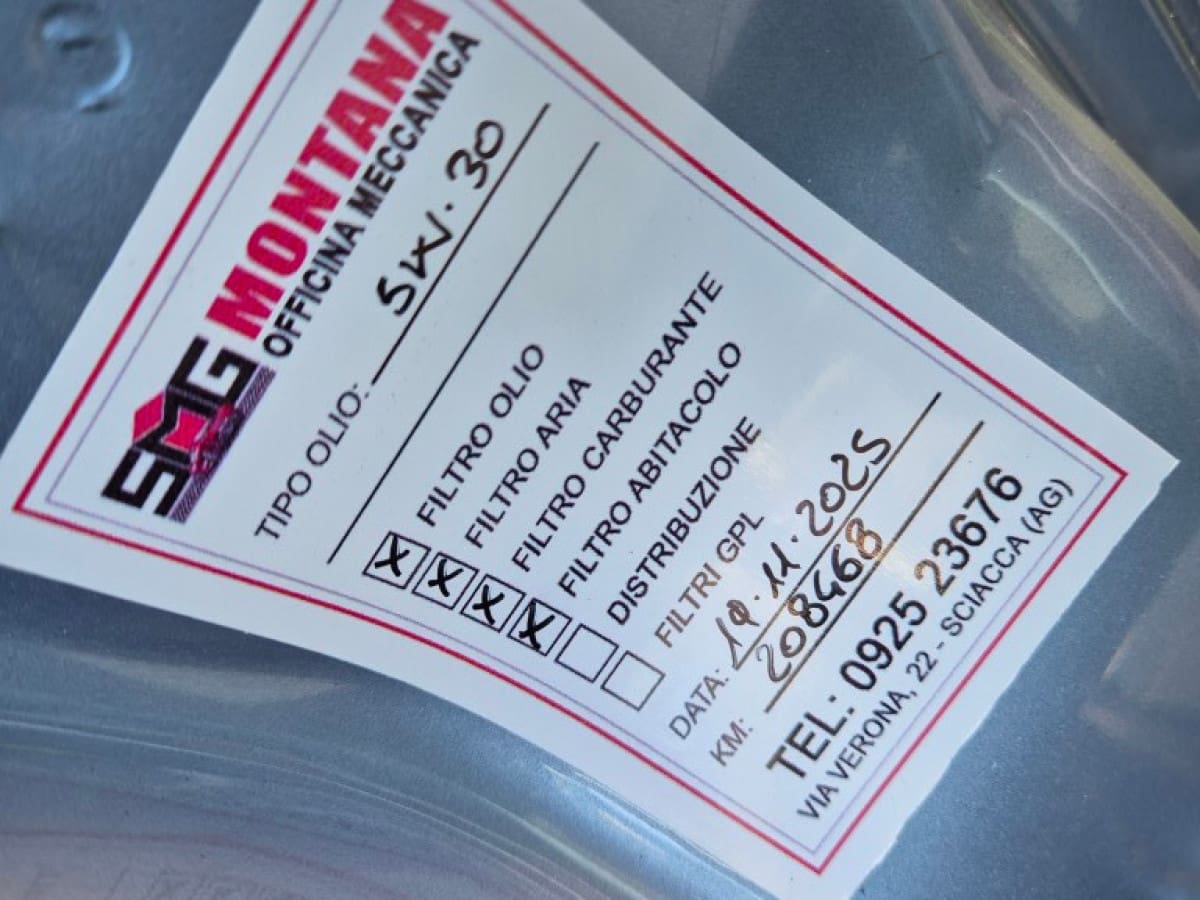 SMG
MONTANA
OFFICINA MECCANICA
TIPO OLIO: 5W.30
X FILTRO OLIO
X FILTRO ARIA
X FILTRO CARBURANTE
X FILTRO ABITACOLO
DISTRIBUZIONE
FILTRI GPL
DATA: 19.11.2025
KM: 208468
TEL.: 0925 23676
VIA VERONA, 22 - SCIACCA (AG)